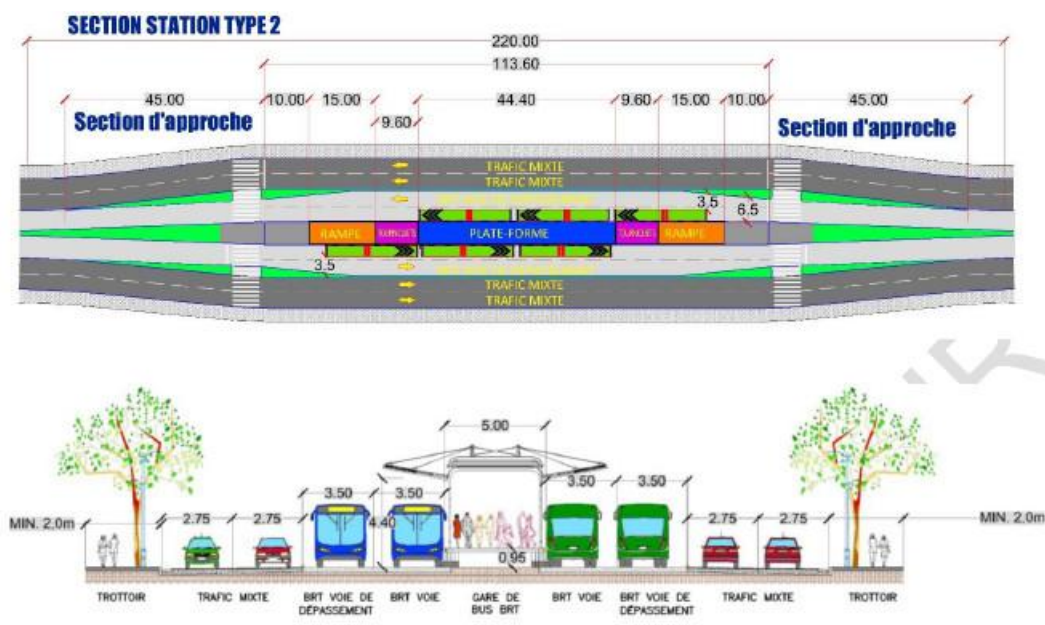 SECTION STATION TYPE 2
220.00
113.60
45.00 10.00 15.00 44.40 9.60 15.00 10.00 45.00
9.60
Section d'approche Section d'approche
TRAFIC MIXTE
TRAFIC MIXTE
3.5
6.5
RAMPE TOURNIQUETS PLATE-FORME TOURNIQUETS RAMPE
3.5
TRAFIC MIXTE
TRAFIC MIXTE
5.00
3.50 3.50 3.50 3.50
MIN. 2.0m 2.75 2.75 4.40 2.75 2.75 MIN. 2.0m
0.95
TROTTOIR TRAFIC MIXTE BRT VOIE DE DÉPASSEMENT BRT VOIE GARE DE BUS BRT BRT VOIE BRT VOIE DE DÉPASSEMENT TRAFIC MIXTE TROTTOIR